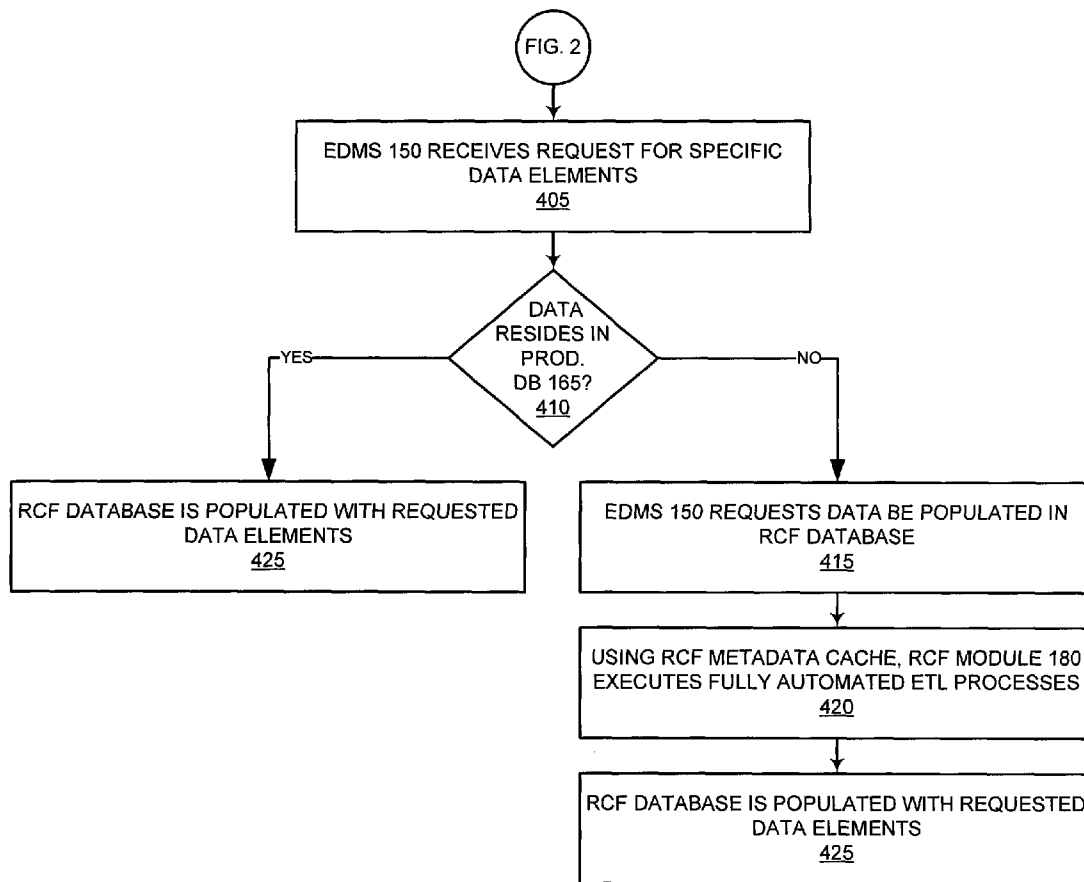 FIG. 2
EDMS 150 RECEIVES REQUEST FOR SPECIFIC
DATA ELEMENTS
405
DATA
RESIDES IN
PROD.
DB 165?
410
YES
NO
RCF DATABASE IS POPULATED WITH REQUESTED
DATA ELEMENTS
425
EDMS 150 REQUESTS DATA BE POPULATED IN
RCF DATABASE
415
USING RCF METADATA CACHE, RCF MODULE 180
EXECUTES FULLY AUTOMATED ETL PROCESSES
420
RCF DATABASE IS POPULATED WITH REQUESTED
DATA ELEMENTS
425